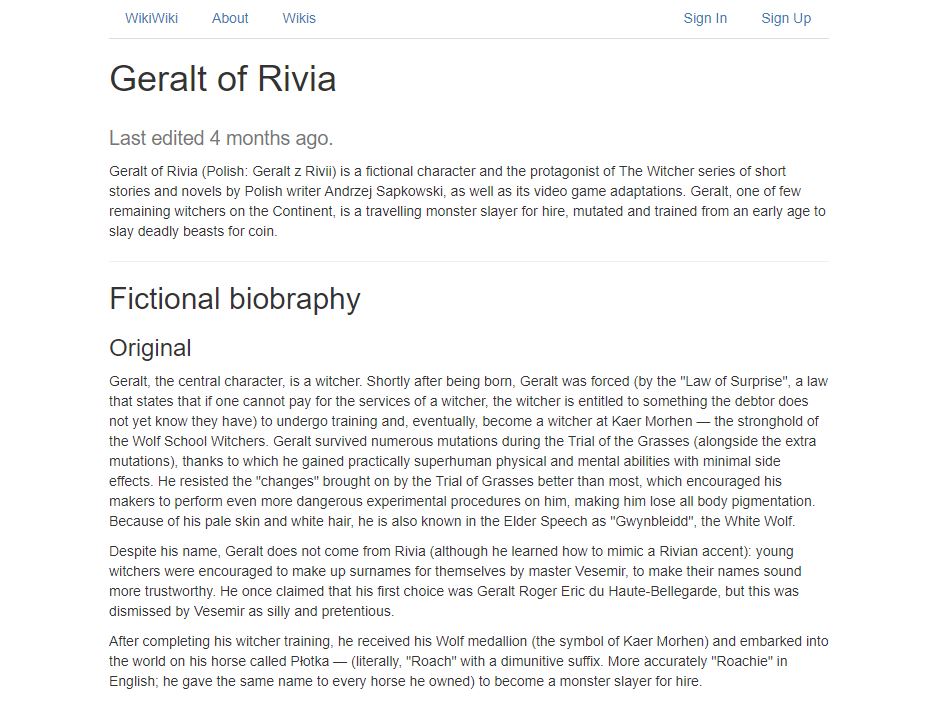 WikiWiki About Wikis Sign In Sign Up
Geralt of Rivia
Last edited 4 months ago.
Geralt of Rivia (Polish: Geralt z Rivii) is a fictional character and the protagonist of The Witcher series of short
stories and novels by Polish writer Andrzej Sapkowski, as well as its video game adaptations. Geralt, one of few
remaining witchers on the Continent, is a travelling monster slayer for hire, mutated and trained from an early age to
slay deadly beasts for coin.
Fictional biobraphy
Original
Geralt, the central character, is a witcher. Shortly after being born, Geralt was forced (by the "Law of Surprise", a law
that states that if one cannot pay for the services of a witcher, the witcher is entitled to something the debtor does
not yet know they have) to undergo training and, eventually, become a witcher at Kaer Morhen — the stronghold of
the Wolf School Witchers. Geralt survived numerous mutations during the Trial of the Grasses (alongside the extra
mutations), thanks to which he gained practically superhuman physical and mental abilities with minimal side
effects. He resisted the "changes" brought on by the Trial of Grasses better than most, which encouraged his
makers to perform even more dangerous experimental procedures on him, making him lose all body pigmentation.
Because of his pale skin and white hair, he is also known in the Elder Speech as "Gwynbleidd", the White Wolf.
Despite his name, Geralt does not come from Rivia (although he learned how to mimic a Rivian accent): young
witchers were encouraged to make up surnames for themselves by master Vesemir, to make their names sound
more trustworthy. He once claimed that his first choice was Geralt Roger Eric du Haute-Bellegarde, but this was
dismissed by Vesemir as silly and pretentious.
After completing his witcher training, he received his Wolf medallion (the symbol of Kaer Morhen) and embarked into
the world on his horse called Płotka — (literally, "Roach" with a dimunitive suffix. More accurately "Roachie" in
English; he gave the same name to every horse he owned) to become a monster slayer for hire.